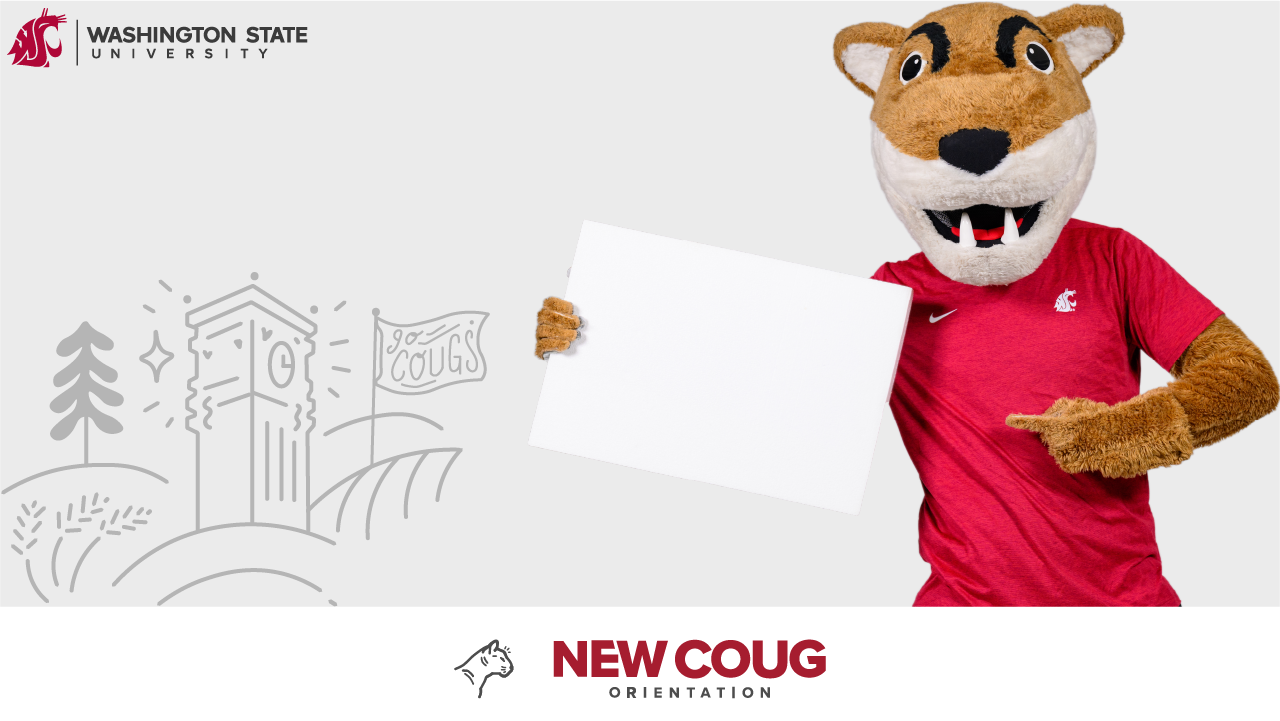 WASHINGTON STATE
UNIVERSITY
go
COUGS
NEW COUG
ORIENTATION